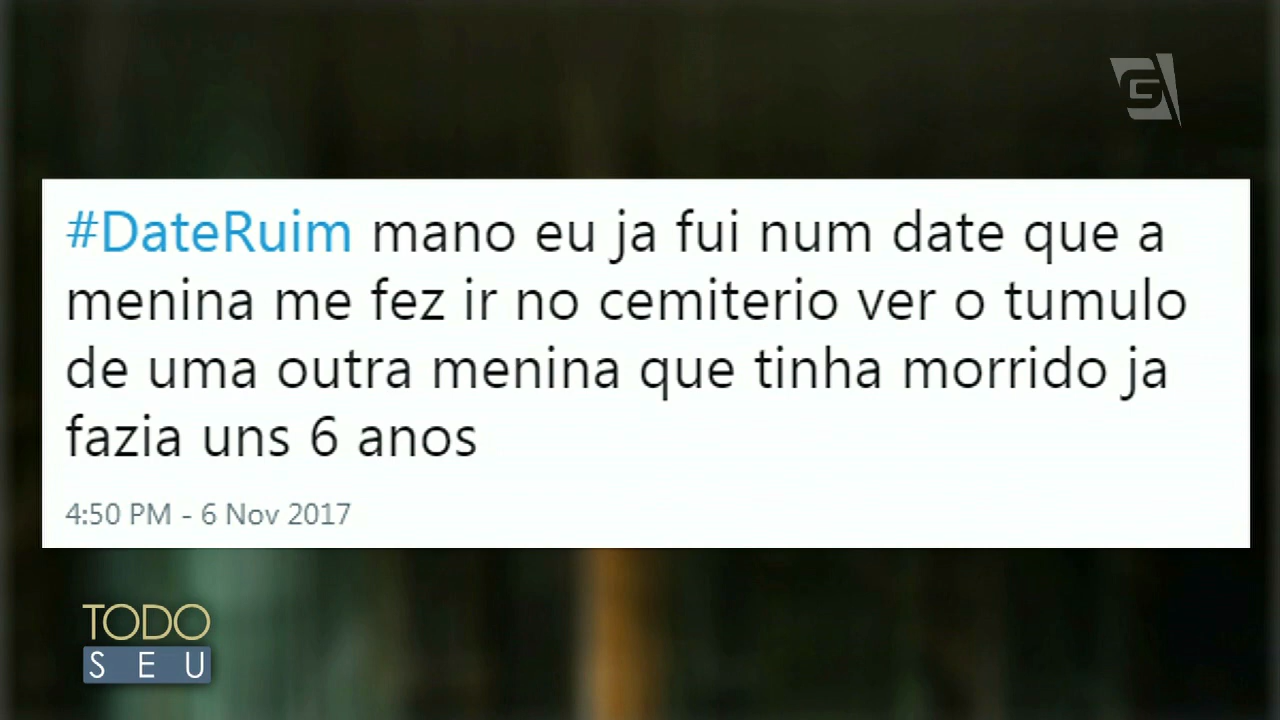 #DateRuim mano eu ja fui num date que a
menina me fez ir no cemiterio ver o tumulo
de uma outra menina que tinha morrido ja
fazia uns 6 anos
4:50 PM - 6 Nov 2017
TODO
SEU